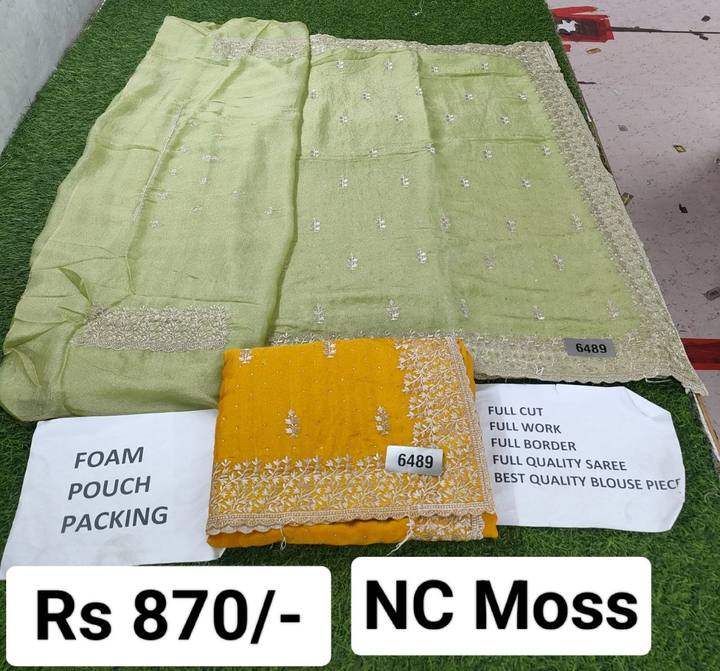 6489
6489
FOAM
POUCH
PACKING
FULL CUT
FULL WORK
FULL BORDER
FULL QUALITY SAREE
BEST QUALITY BLOUSE PIECE
Rs 870/-
NC Moss